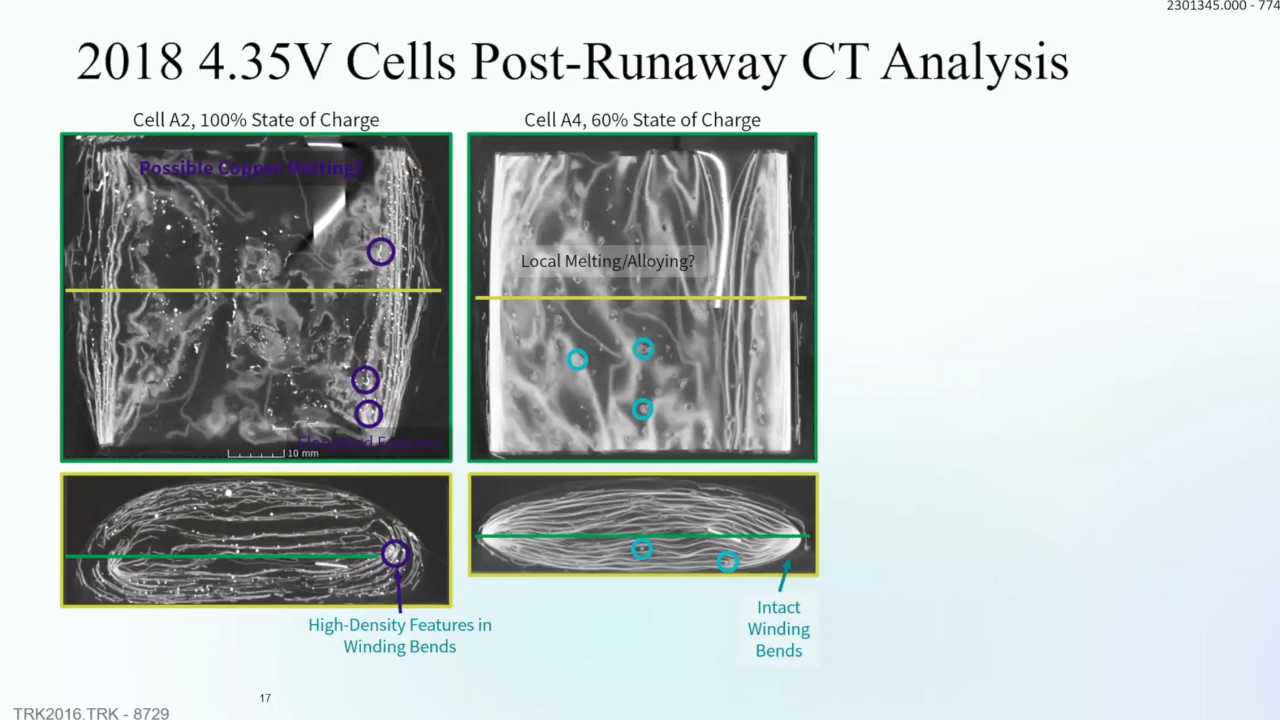 2301345.000 - 774
2018 4.35V Cells Post-Runaway CT Analysis
Cell A2, 100% State of Charge
Cell A4, 60% State of Charge
Possible Copper Melting?
Local Melting/Alloying?
Elongated Features
10 mm
High-Density Features in
Winding Bends
Intact
Winding
Bends
17
TRK2016.TRK - 8729